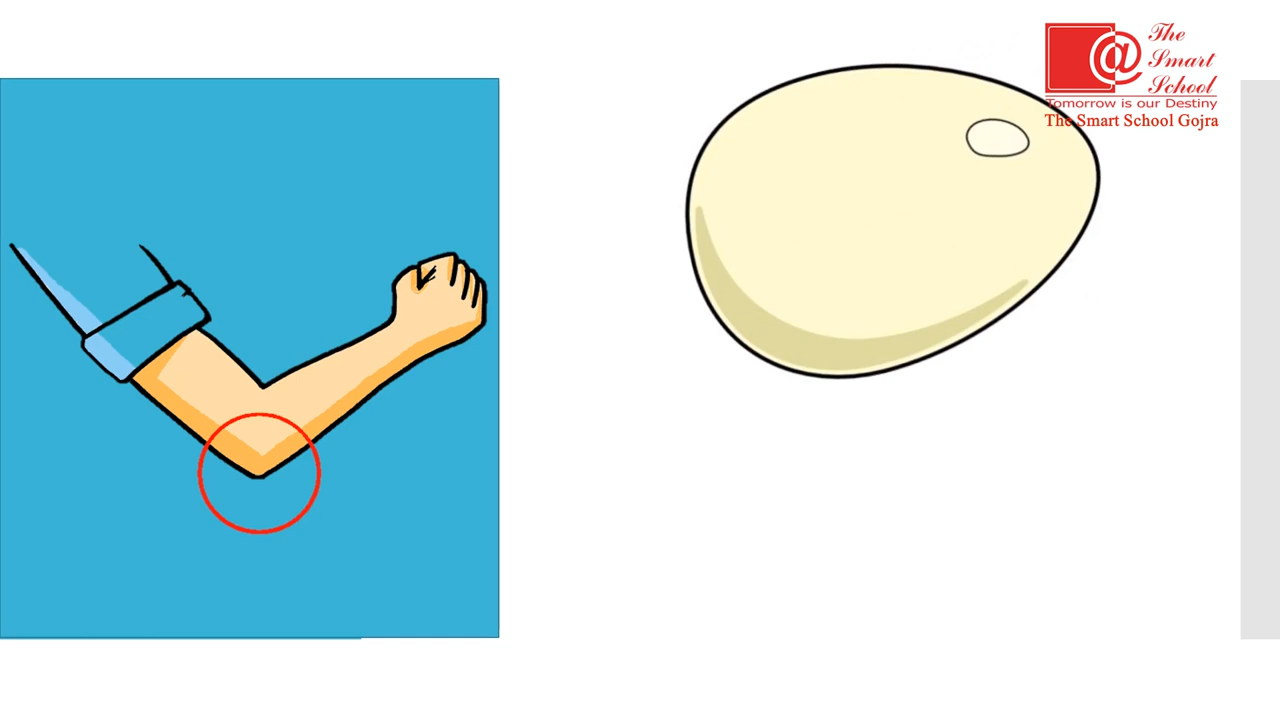 The
Smart
School
Tomorrow is our Destiny
The Smart School Gojra